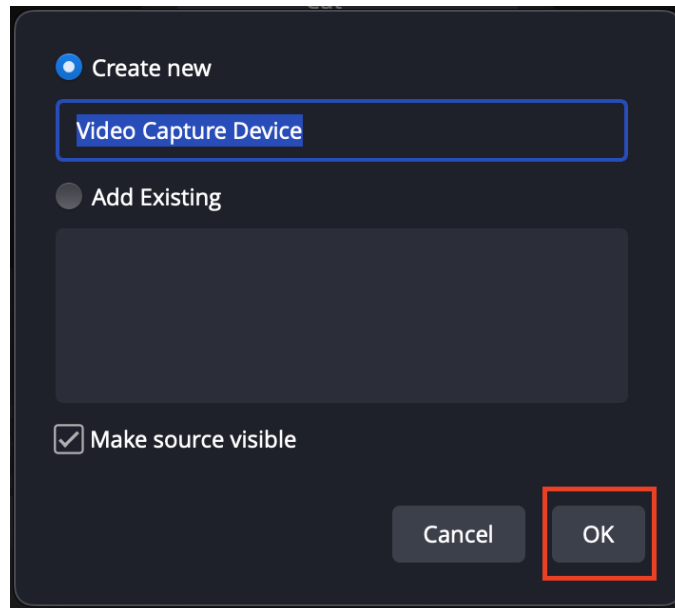 Create new
Video Capture Device
Add Existing
Make source visible
Cancel
OK